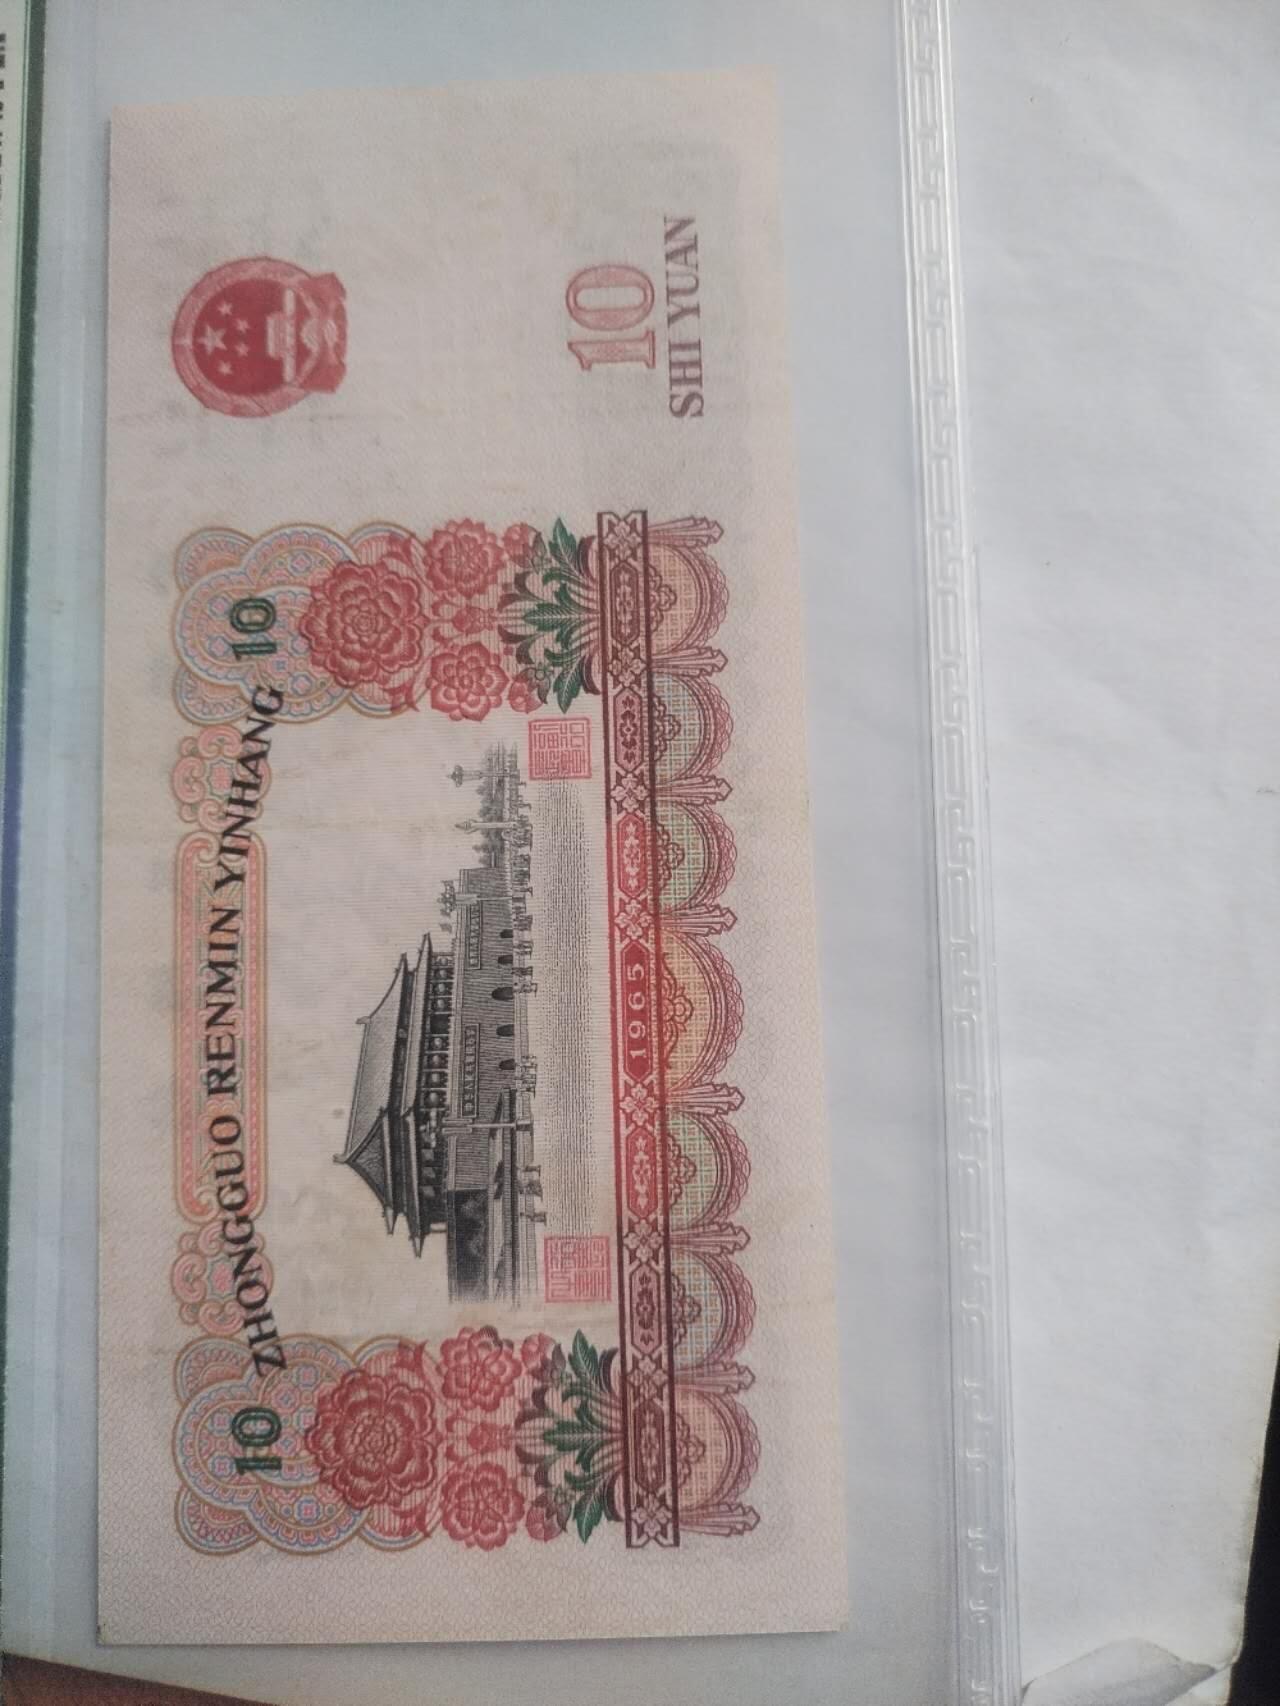 10 ZHONGGUO RENMIN YINHANG 10
1965
10
SHI YUAN